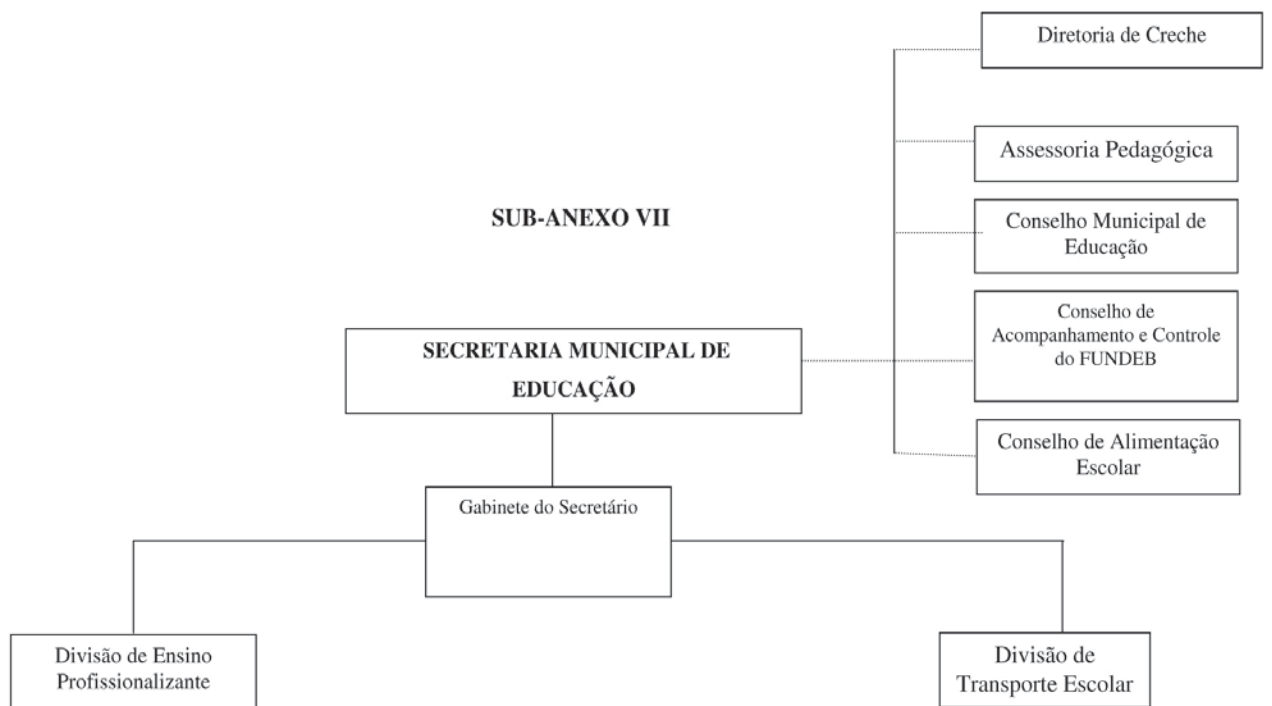 Diretoria de Creche
Assessoria Pedagógica
SUB-ANEXO VII
Conselho Municipal de
Educação
Conselho de
Acompanhamento e Controle
do FUNDEB
SECRETARIA MUNICIPAL DE
EDUCAÇÃO
Conselho de Alimentação
Escolar
Gabinete do Secretário
Divisão de Ensino
Profissionalizante
Divisão de
Transporte Escolar